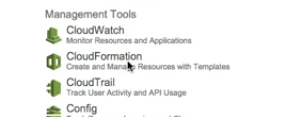 Management Tools
CloudWatch
Monitor Resources and Applications
CloudFormation
Create and Manage Resources with Templates
CloudTrail
Track User Activity and API Usage
Config